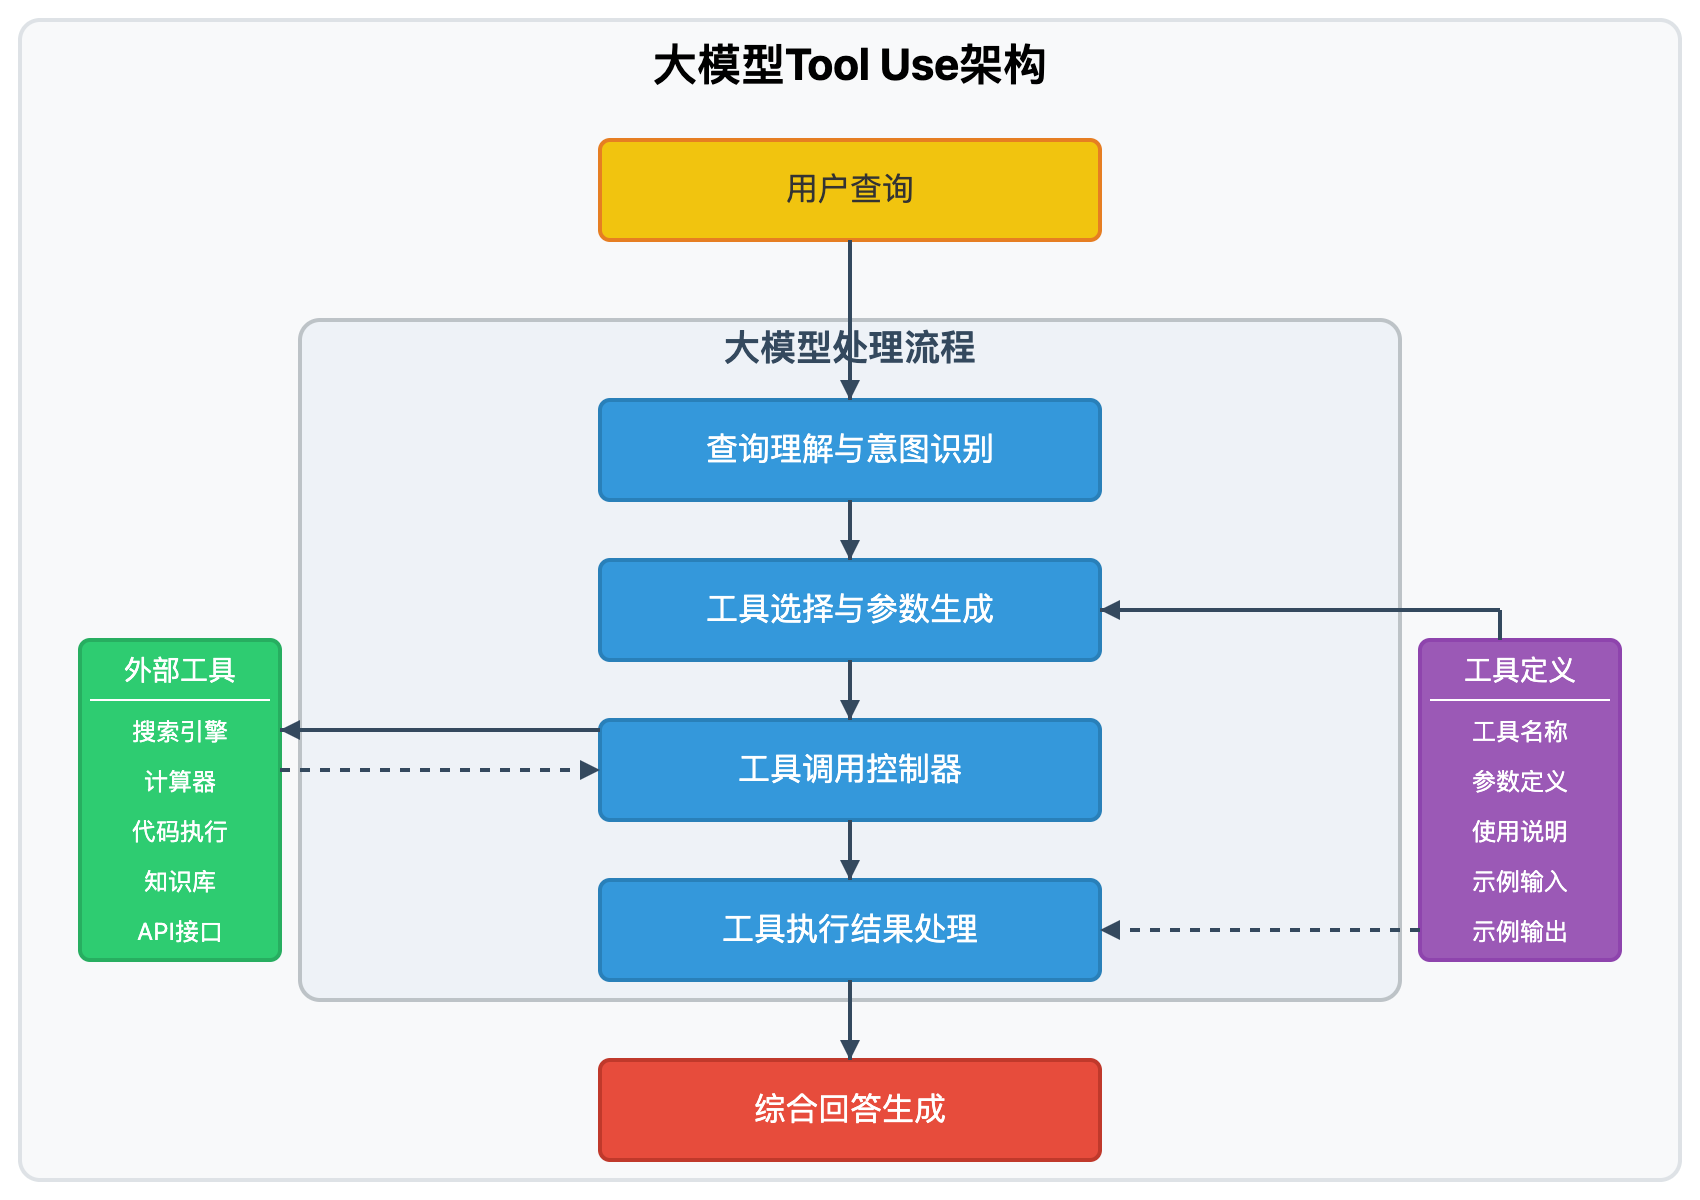 大模型Tool Use架构
用户查询
大模型处理流程
查询理解与意图识别
工具选择与参数生成
工具调用控制器
工具执行结果处理
外部工具
搜索引擎
计算器
代码执行
知识库
API接口
工具定义
工具名称
参数定义
使用说明
示例输入
示例输出
综合回答生成